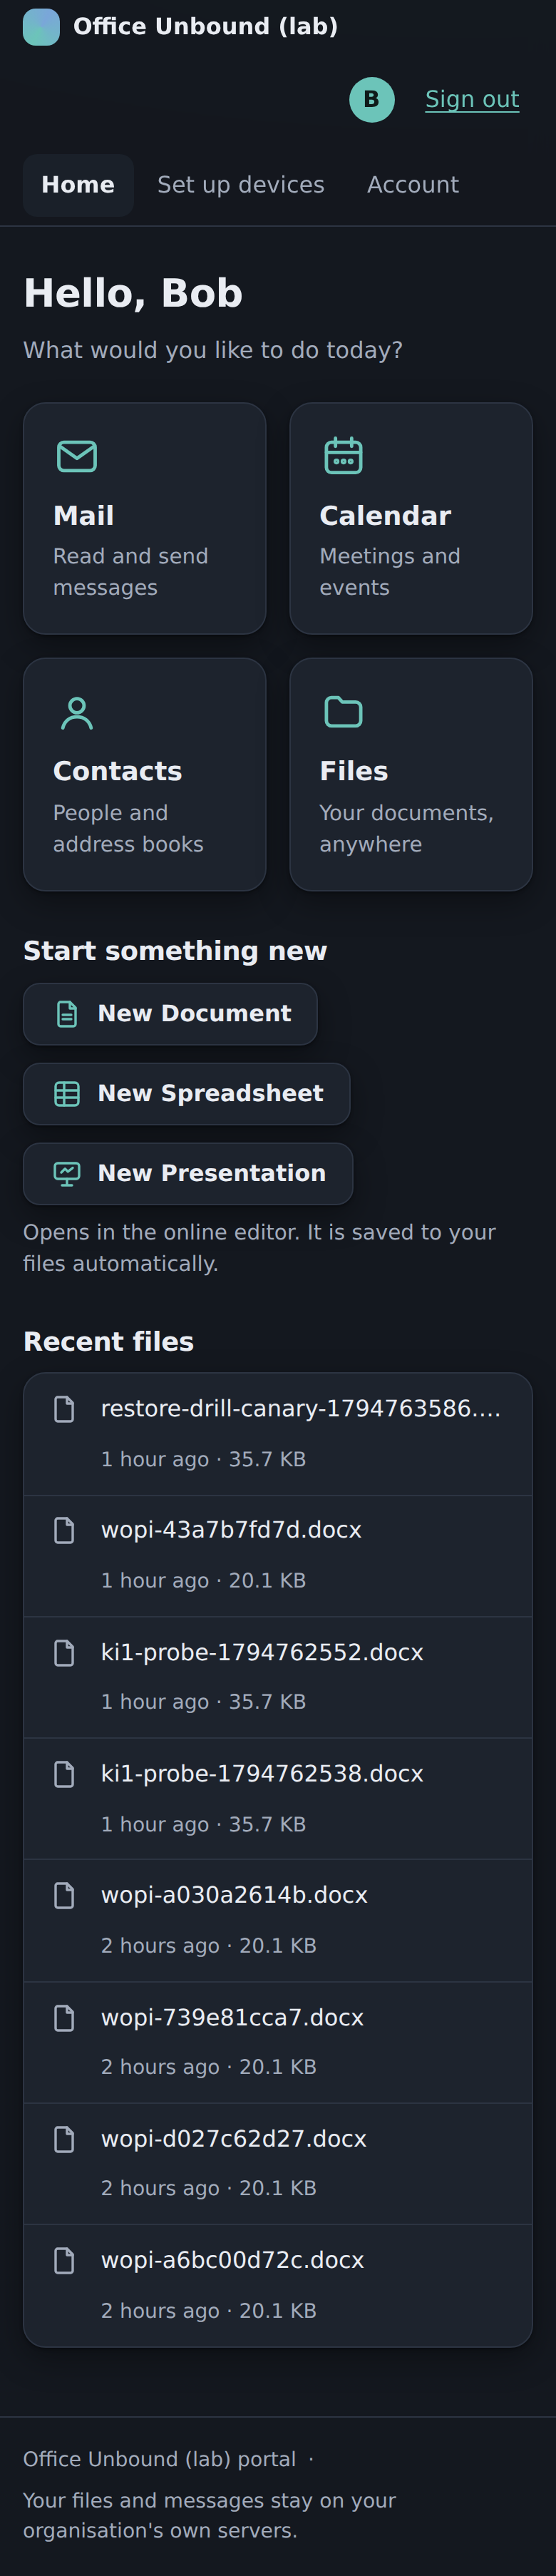 Office Unbound (lab)
B
Sign out
Home
Set up devices
Account
Hello, Bob
What would you like to do today?
Mail
Read and send
messages
Calendar
Meetings and
events
Contacts
People and
address books
Files
Your documents,
anywhere
Start something new
New Document
New Spreadsheet
New Presentation
Opens in the online editor. It is saved to your
files automatically.
Recent files
restore-drill-canary-1794763586.…
1 hour ago · 35.7 KB
wopi-43a7b7fd7d.docx
1 hour ago · 20.1 KB
ki1-probe-1794762552.docx
1 hour ago · 35.7 KB
ki1-probe-1794762538.docx
1 hour ago · 35.7 KB
wopi-a030a2614b.docx
2 hours ago · 20.1 KB
wopi-739e81cca7.docx
2 hours ago · 20.1 KB
wopi-d027c62d27.docx
2 hours ago · 20.1 KB
wopi-a6bc00d72c.docx
2 hours ago · 20.1 KB
Office Unbound (lab) portal ·
Your files and messages stay on your
organisation's own servers.